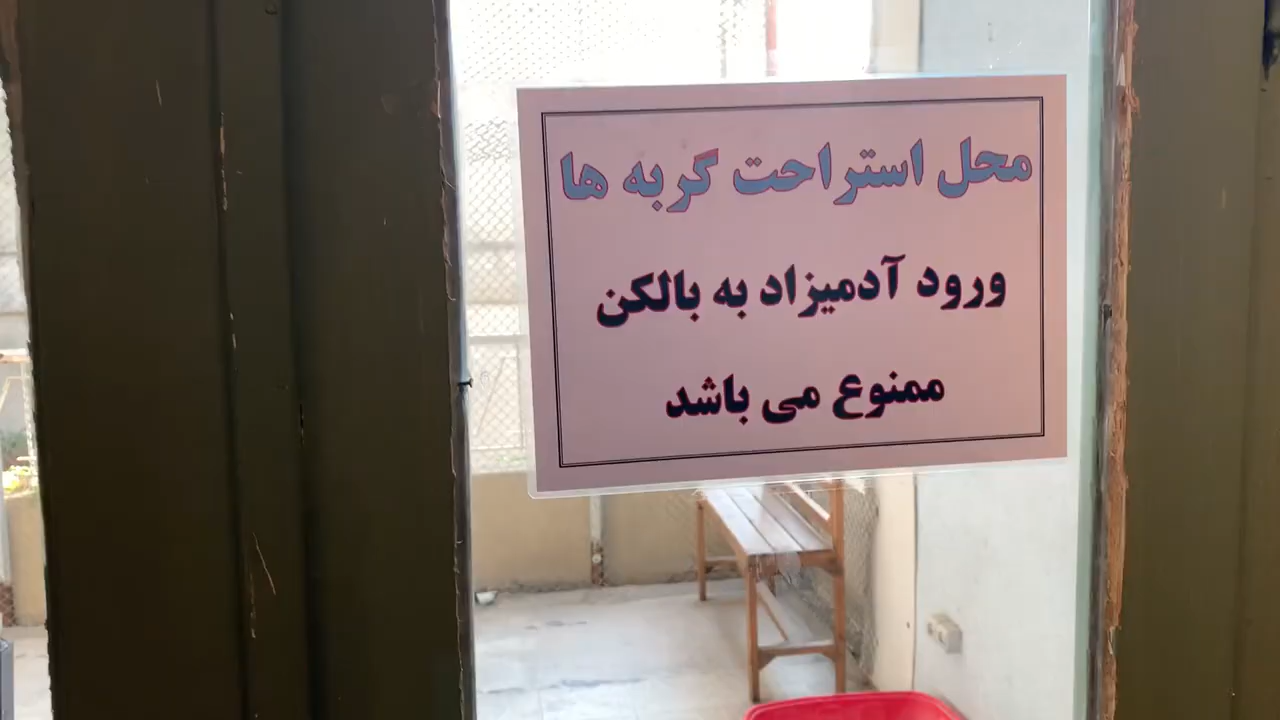 محل استراحت گربه ها
ورود آدمیزاد به بالکن
ممنوع می باشد